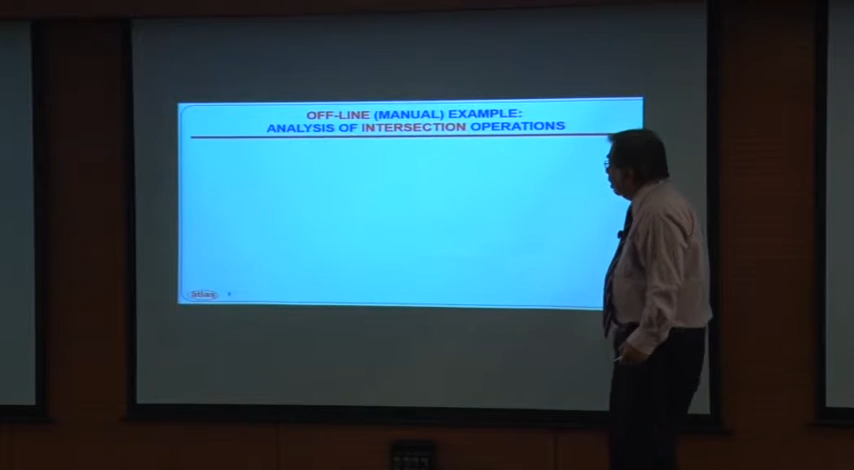 OFF-LINE (MANUAL) EXAMPLE:
ANALYSIS OF INTERSECTION OPERATIONS